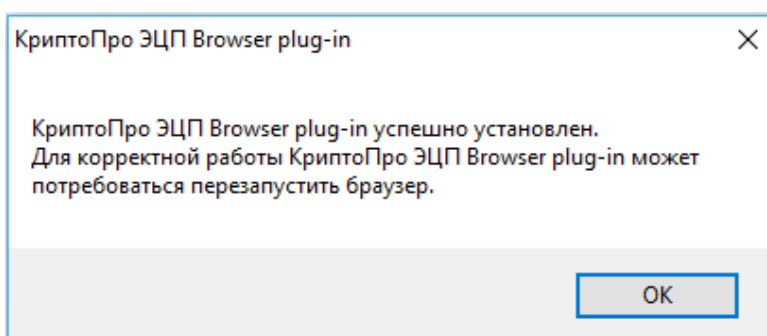 КриптоПро ЭЦП Browser plug-in
КриптоПро ЭЦП Browser plug-in успешно установлен.
Для корректной работы КриптоПро ЭЦП Browser plug-in может
потребоваться перезапустить браузер.
ОК